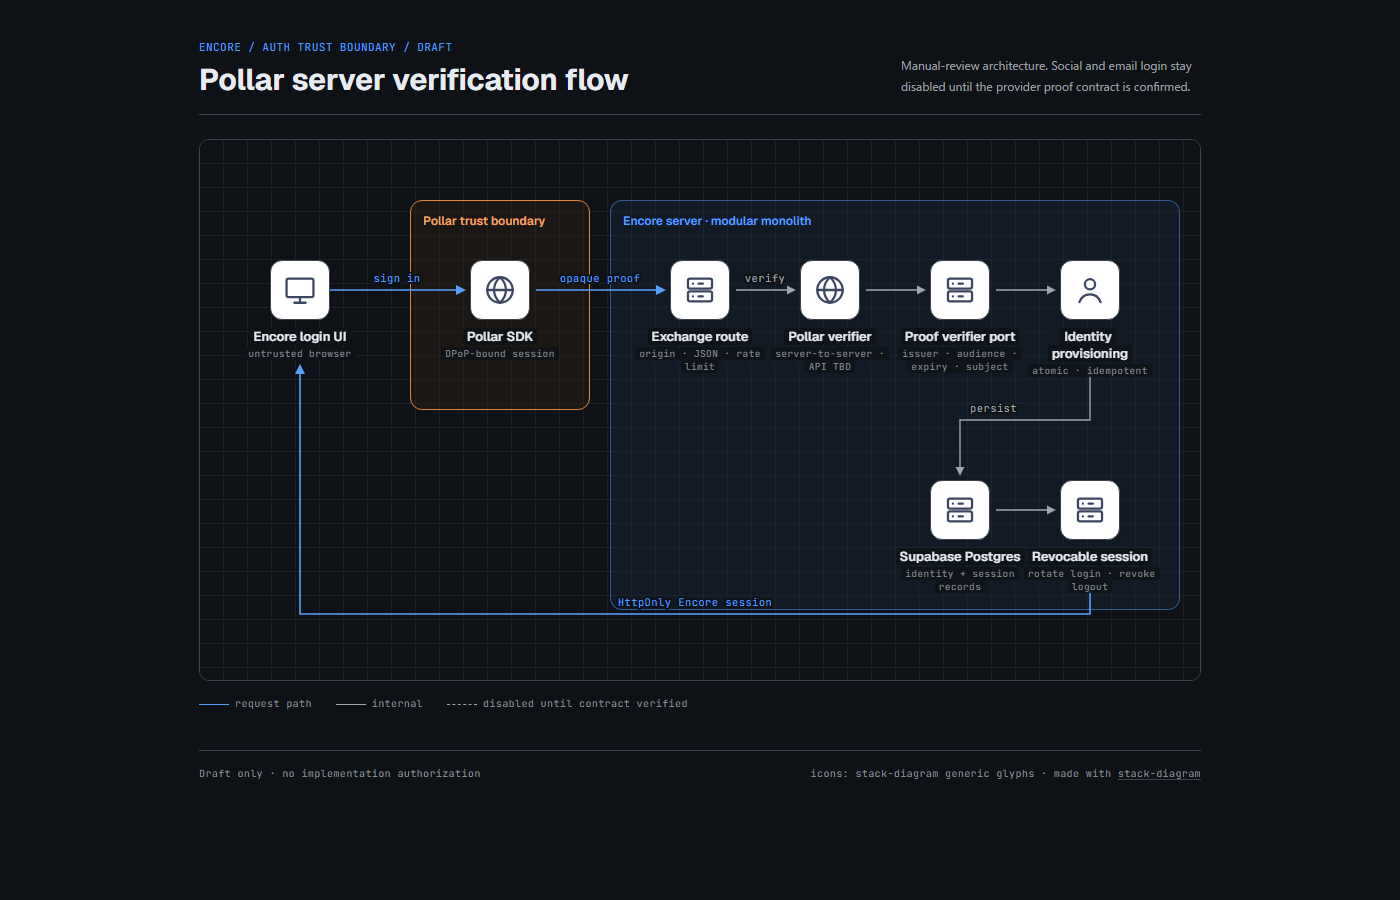 ENCORE / AUTH TRUST BOUNDARY / DRAFT
Pollar server verification flow
Manual-review architecture. Social and email login stay
disabled until the provider proof contract is confirmed.
Pollar trust boundary
Encore server · modular monolith
sign in
opaque proof
verify
Encore login UI
untrusted browser
Pollar SDK
DPoP-bound session
Exchange route
origin · JSON · rate
limit
Pollar verifier
server-to-server ·
API TBD
Proof verifier port
issuer · audience ·
expiry · subject
Identity
provisioning
atomic · idempotent
persist
Supabase Postgres
identity + session
records
Revocable session
rotate login · revoke
logout
HttpOnly Encore session
request path
internal
disabled until contract verified
Draft only · no implementation authorization
icons: stack-diagram generic glyphs · made with stack-diagram